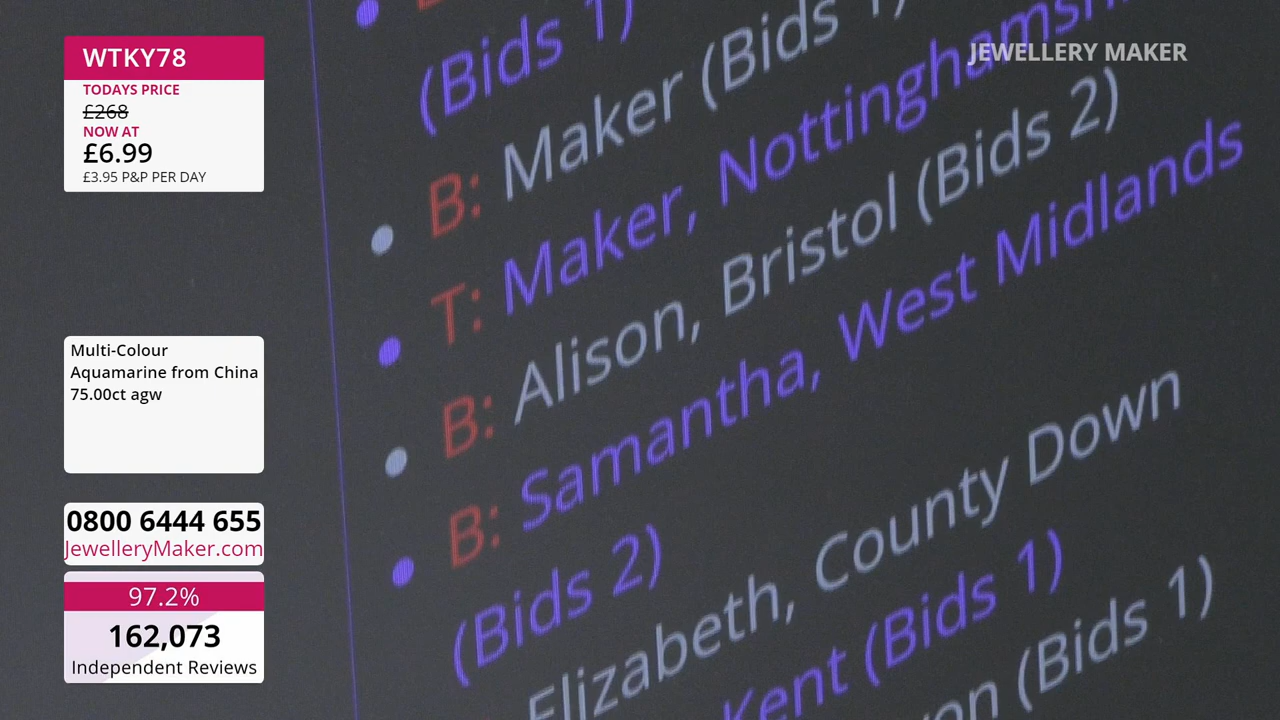 WTKY78
TODAYS PRICE
£268
NOW AT
£6.99
£3.95 P&P PER DAY
Multi-Colour
Aquamarine from China
75.00ct agw
0800 6444 655
JewelleryMaker.com
97.2%
162,073
Independent Reviews
JEWELLERY MAKER
(Bids 1)
B: Maker (Bids 1)
T: Maker, 
B: Alison, Bristol (Bids 2)
B: Samantha, West Midlands
(Bids 2)
Elizabeth, County Down
Kent (Bids 1)
(Bids 1)